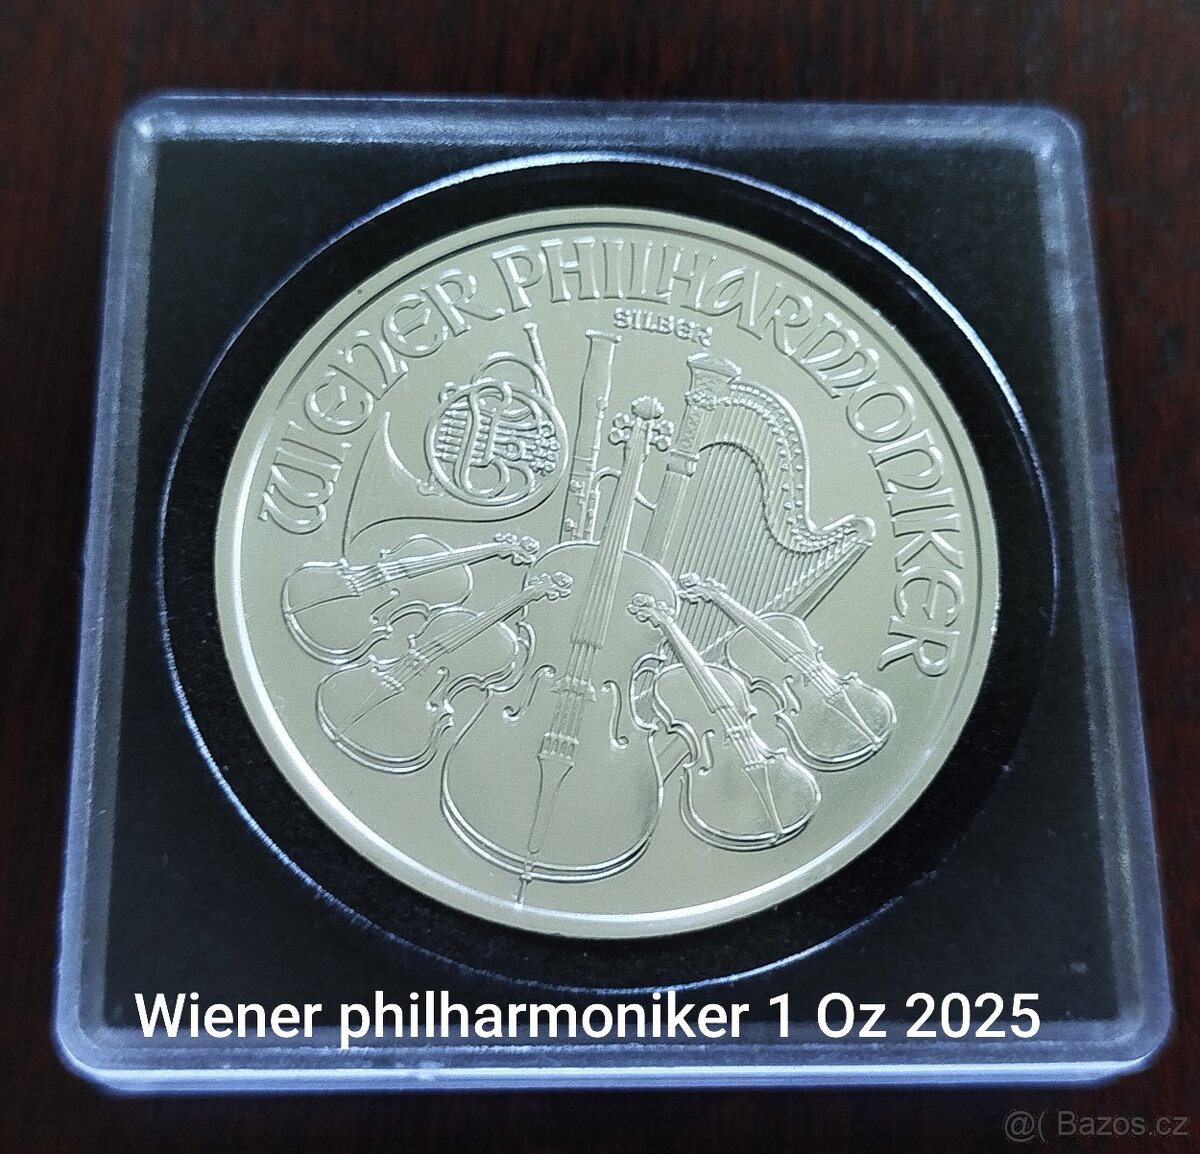 WIENER PHILHARMONIKER
SILBER
Wiener philharmoniker 1 Oz 2025
@( Bazos.cz